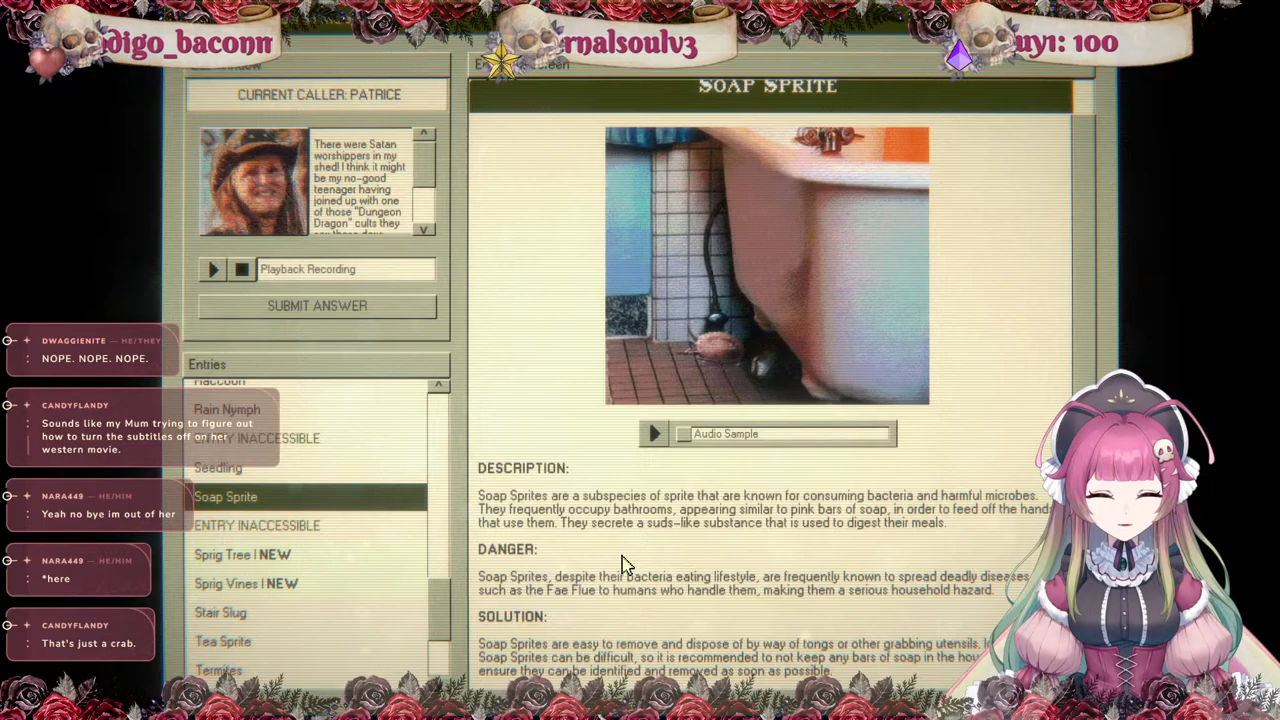 digo_baconn
rnalsoulv3
uyi: 100
CURRENT CALLER: PATRICE
There were Satan
worshippers in my
shed! I think it might
be my no-good
teenager having
joined up with one
of those "Dungeon
Dragon" cults they
Playback Recording
SUBMIT ANSWER
Entries
Raccoon
Rain Nymph
ENTRY INACCESSIBLE
Seedling
Soap Sprite
ENTRY INACCESSIBLE
Sprig Tree | NEW
Sprig Vines | NEW
Stair Slug
Tea Sprite
Termites
SOAP SPRITE
Audio Sample
DESCRIPTION:
Soap Sprites are a subspecies of sprite that are known for consuming bacteria and harmful microbes.
They frequently occupy bathrooms, appearing similar to pink bars of soap, in order to feed off the hands
that use them. They secrete a suds-like substance that is used to digest their meals.
DANGER:
Soap Sprites, despite their bacteria eating lifestyle, are frequently known to spread deadly diseases
such as the Fae Flue to humans who handle them, making them a serious household hazard.
SOLUTION:
Soap Sprites are easy to remove and dispose of by way of tongs or other grabbing utensils.
Soap Sprites can be difficult, so it is recommended to not keep any bars of soap in the
ensure they can be identified and removed as soon as possible.
DWAGGIENITE — HE/THEY
NOPE. NOPE. NOPE.
CANDYFLANDY
Sounds like my Mum trying to figure out
how to turn the subtitles off on her
western movie.
NARA449 — HE/HIM
Yeah no bye im out of her
NARA449 — HE/HIM
*here
CANDYFLANDY
That's just a crab.